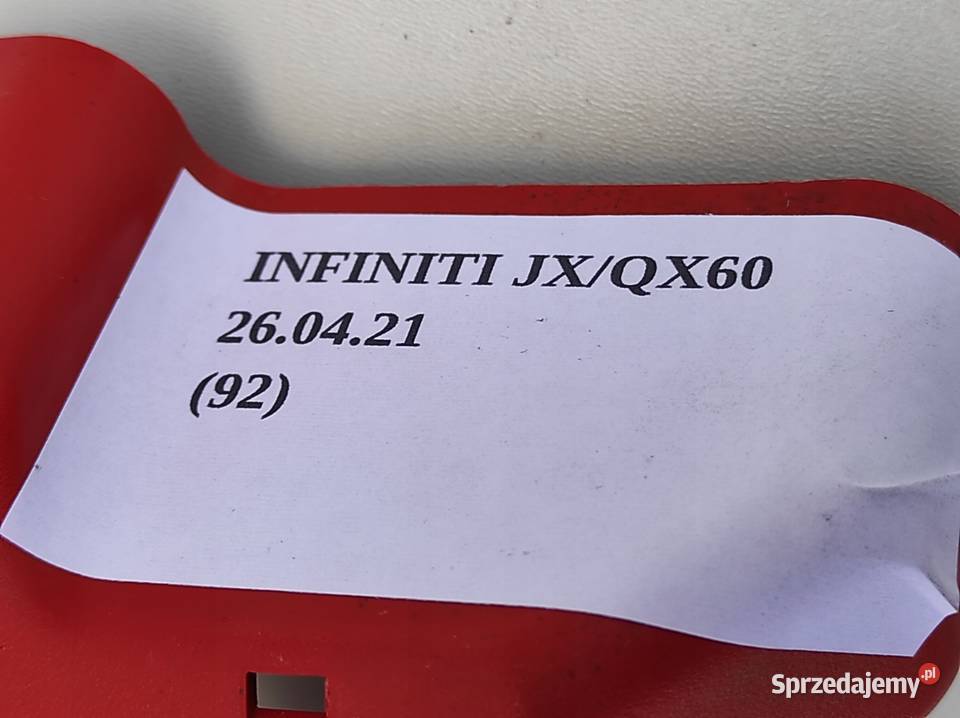 INFINITI JX/QX60
26.04.21
(92)
Sprzedajemy.pl